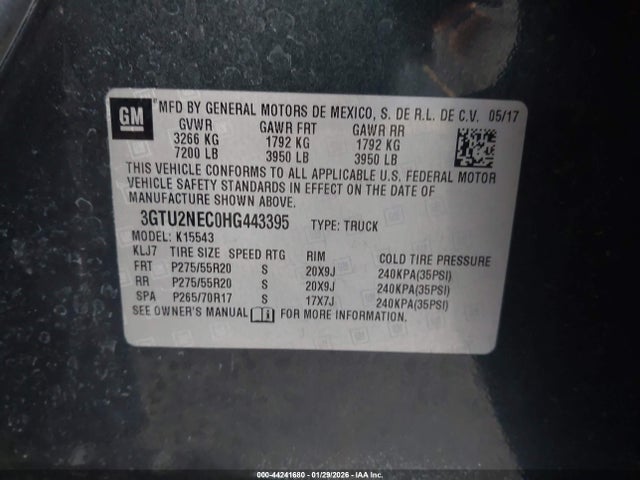 GM
® MFD BY GENERAL MOTORS DE MEXICO, S. DE R.L. DE C.V. 05/17
GVWR GAWR FRT GAWR RR
3266 KG 1792 KG 1792 KG
7200 LB 3950 LB 3950 LB
THIS VEHICLE CONFORMS TO ALL APPLICABLE U.S. FEDERAL MOTOR
VEHICLE SAFETY STANDARDS IN EFFECT ON THE DATE OF
MANUFACTURE SHOWN ABOVE.
3GTU2NEC0HG443395 TYPE: TRUCK
MODEL: K15543
KLJ7 TIRE SIZE SPEED RTG RIM COLD TIRE PRESSURE
FRT P275/55R20 S 20X9J 240KPA(35PSI)
RR P275/55R20 S 20X9J 240KPA(35PSI)
SPA P265/70R17 S 17X7J 240KPA(35PSI)
SEE OWNER'S MANUAL FOR MORE INFORMATION.
000-44241680 - 01/29/2026 - IAA Inc.